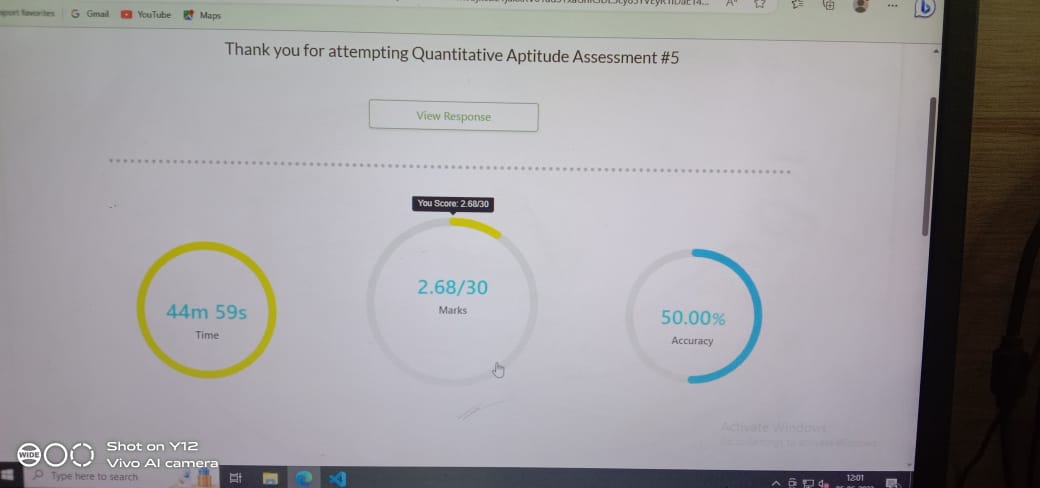 Gmail
YouTube
Maps
Thank you for attempting Quantitative Aptitude Assessment #5
View Response
You Score: 2.68/30
44m 59s
Time
2.68/30
Marks
50.00%
Accuracy
Activate Windows
Go to Settings to activate Windows.
WIDE
Shot on Y12
Vivo AI camera
Type here to search
12:01